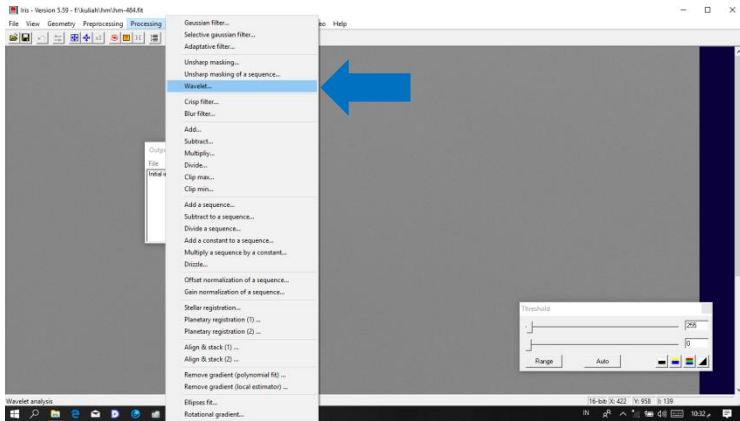 Iris - Version 5.59 - f:\kuliah\hm\hm-484.fit
File View Geometry Preprocessing Processing
Help
Gaussian filter...
Selective gaussian filter...
Adaptative filter...
Unsharp masking...
Unsharp masking of a sequence...
Wavelet...
Crisp filter...
Blur filter...
Add...
Subtract...
Multipliy...
Divide...
Clip max...
Clip min...
Add a sequence...
Subtract to a sequence...
Divide a sequence...
Add a constant to a sequence...
Multiply a sequence by a constant...
Drizzle...
Offset normalization of a sequence...
Gain normalization of a sequence...
Stellar registration...
Planetary registration (1) ...
Planetary registration (2) ...
Align & stack (1) ...
Align & stack (2) ...
Remove gradient (polynomial fit) ...
Remove gradient (local estimator) ...
Ellipses fit...
Rotational gradient...
File
Threshold
255
0
Range Auto
Wavelet analysis
16-bit X: 422 Y: 958 I: 139
IN